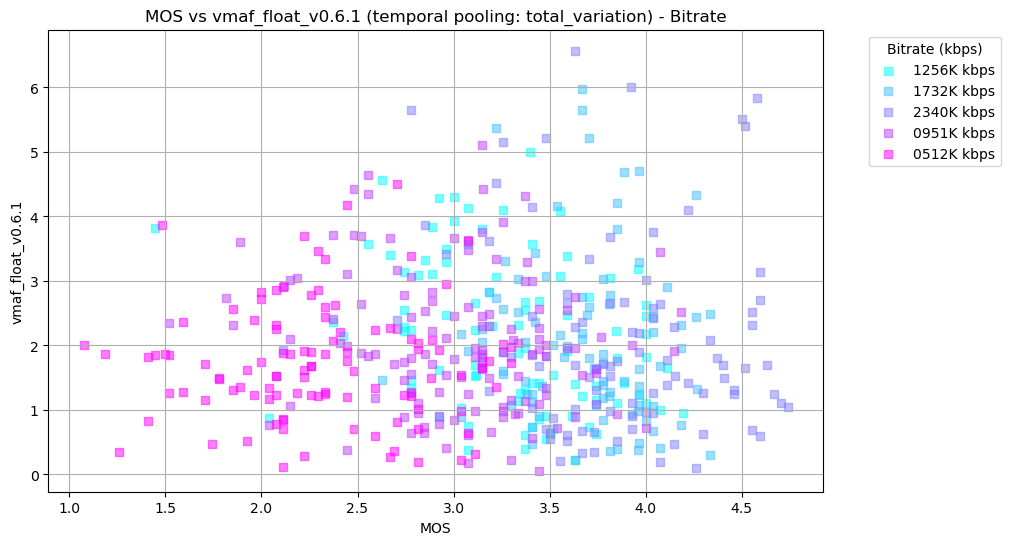 MOS vs vmaf_float_v0.6.1 (temporal pooling: total_variation) - Bitrate
vmaf_float_v0.6.1
6
5
4
3
2
1
0
1.0 1.5 2.0 2.5 3.0 3.5 4.0 4.5
MOS
Bitrate (kbps)
1256K kbps
1732K kbps
2340K kbps
0951K kbps
0512K kbps